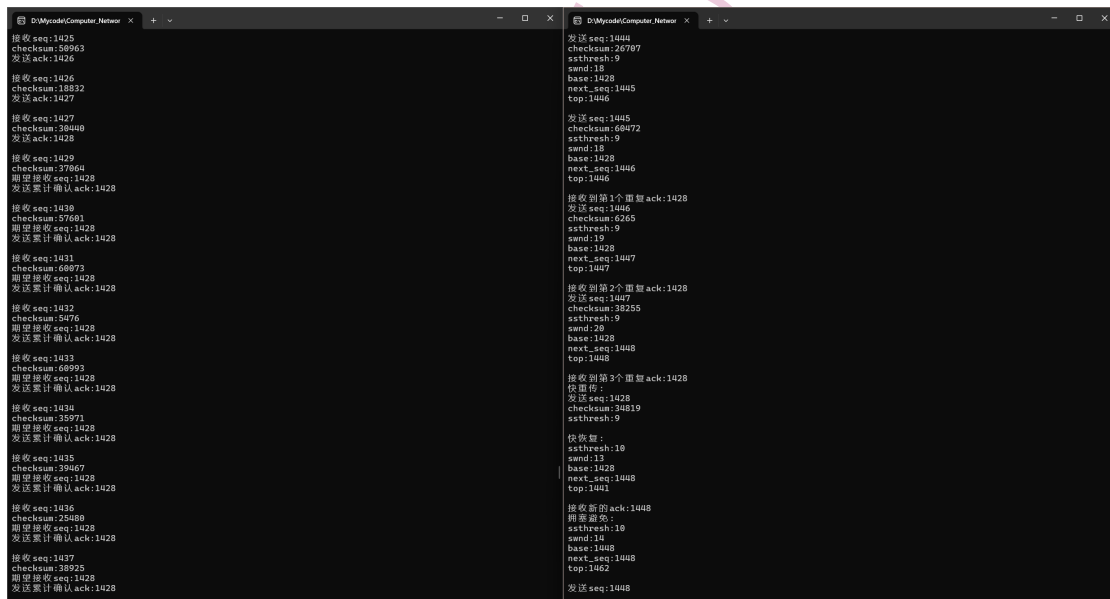 D:\Mycode\Computer_Networ
接收seq:1425
checksum:50963
发送ack:1426
接收seq:1426
checksum:18832
发送ack:1427
接收seq:1427
checksum:30440
发送ack:1428
接收seq:1429
checksum:37064
期望接收seq:1428
发送累计确认ack:1428
接收seq:1430
checksum:57601
期望接收seq:1428
发送累计确认ack:1428
接收seq:1431
checksum:60073
期望接收seq:1428
发送累计确认ack:1428
接收seq:1432
checksum:5476
期望接收seq:1428
发送累计确认ack:1428
接收seq:1433
checksum:60993
期望接收seq:1428
发送累计确认ack:1428
接收seq:1434
checksum:35971
期望接收seq:1428
发送累计确认ack:1428
接收seq:1435
checksum:39467
期望接收seq:1428
发送累计确认ack:1428
接收seq:1436
checksum:25480
期望接收seq:1428
发送累计确认ack:1428
接收seq:1437
checksum:38925
期望接收seq:1428
发送累计确认ack:1428
D:\Mycode\Computer_Networ
发送seq:1444
checksum:26707
ssthresh:9
swnd:18
base:1428
next_seq:1445
top:1446
发送seq:1445
checksum:60472
ssthresh:9
swnd:18
base:1428
next_seq:1446
top:1446
接收到第1个重复ack:1428
发送seq:1446
checksum:6265
ssthresh:9
swnd:19
base:1428
next_seq:1447
top:1447
接收到第2个重复ack:1428
发送seq:1447
checksum:38255
ssthresh:9
swnd:20
base:1428
next_seq:1448
top:1448
接收到第3个重复ack:1428
快重传:
发送seq:1428
checksum:34819
ssthresh:9
快恢复:
ssthresh:10
swnd:13
base:1428
next_seq:1448
top:1441
接收新的ack:1448
拥塞避免:
ssthresh:10
swnd:14
base:1448
next_seq:1448
top:1462
发送seq:1448